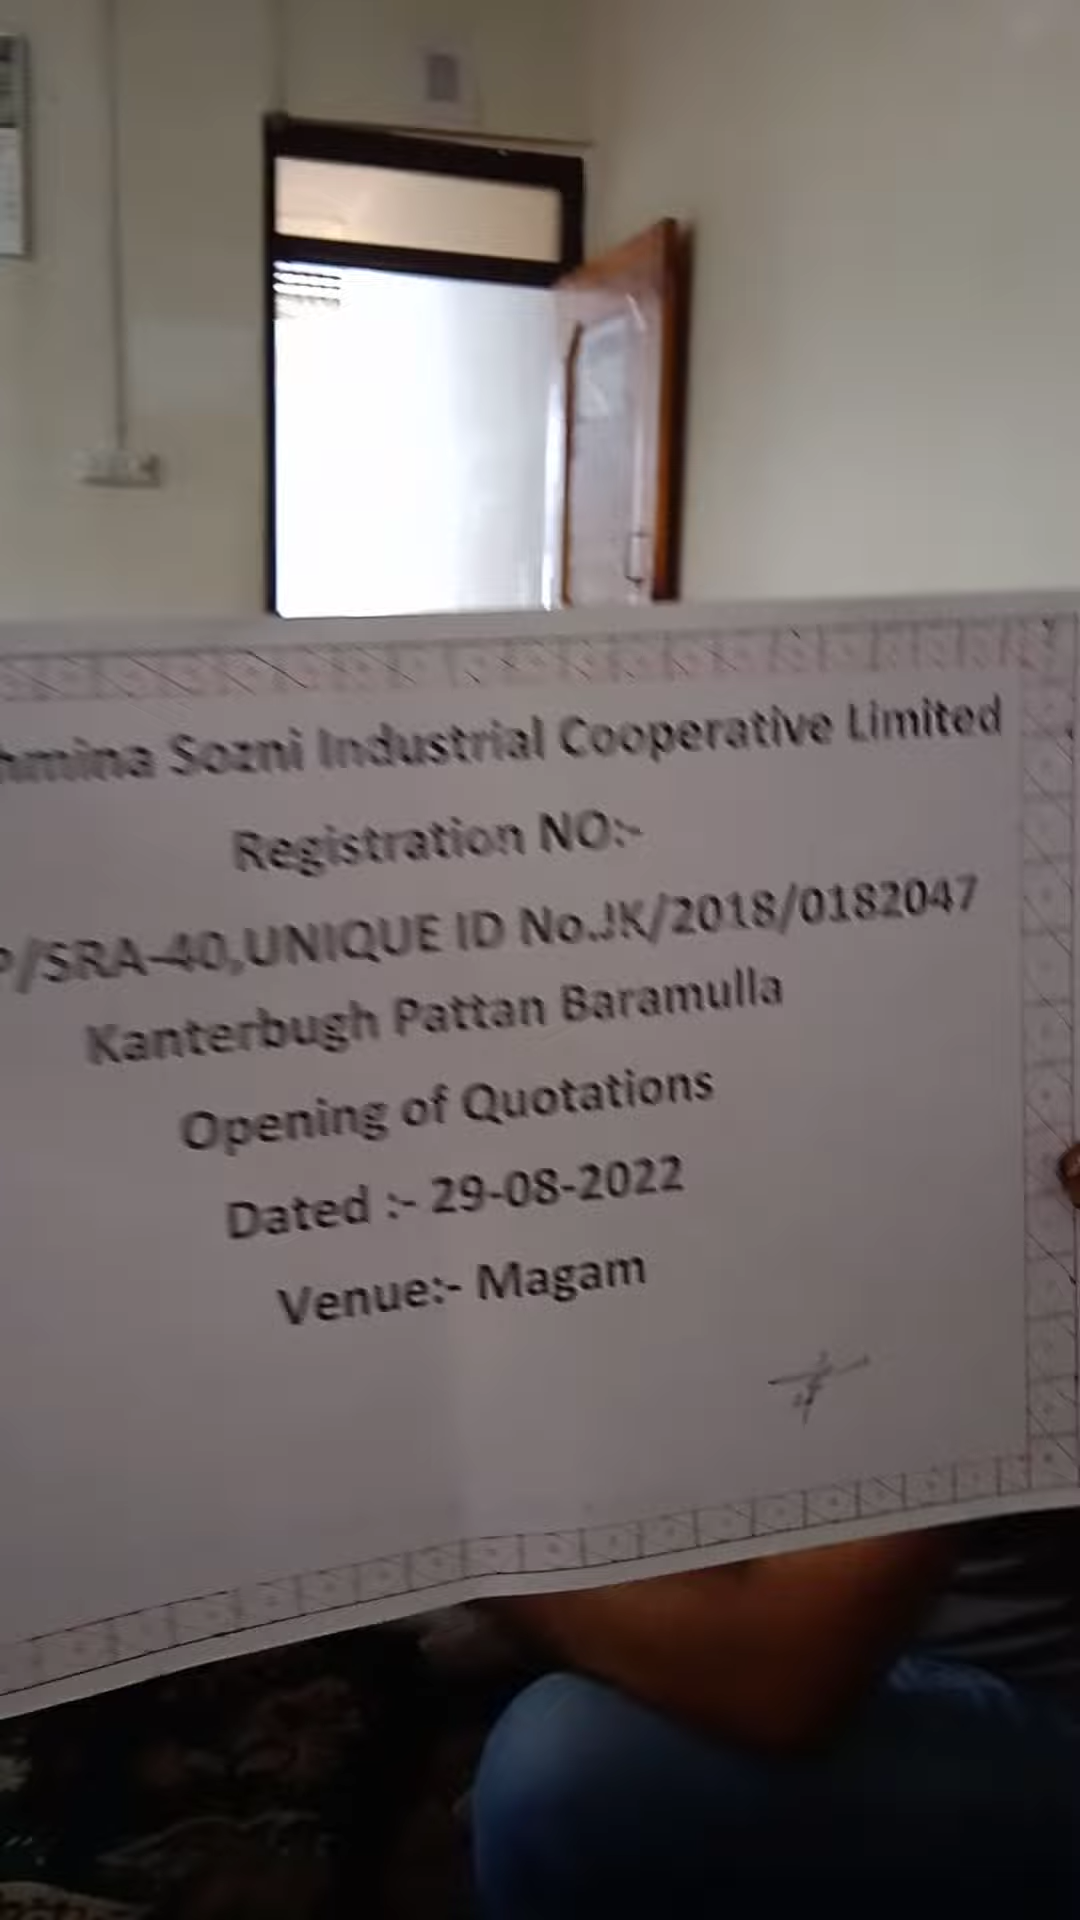 Sozni Industrial Cooperative Limited
Registration NO:-
/SRA-40,UNIQUE ID No.JK/2018/0182047
Kanterbugh Pattan Baramulla
Opening of Quotations
Dated :- 29-08-2022
Venue:- Magam